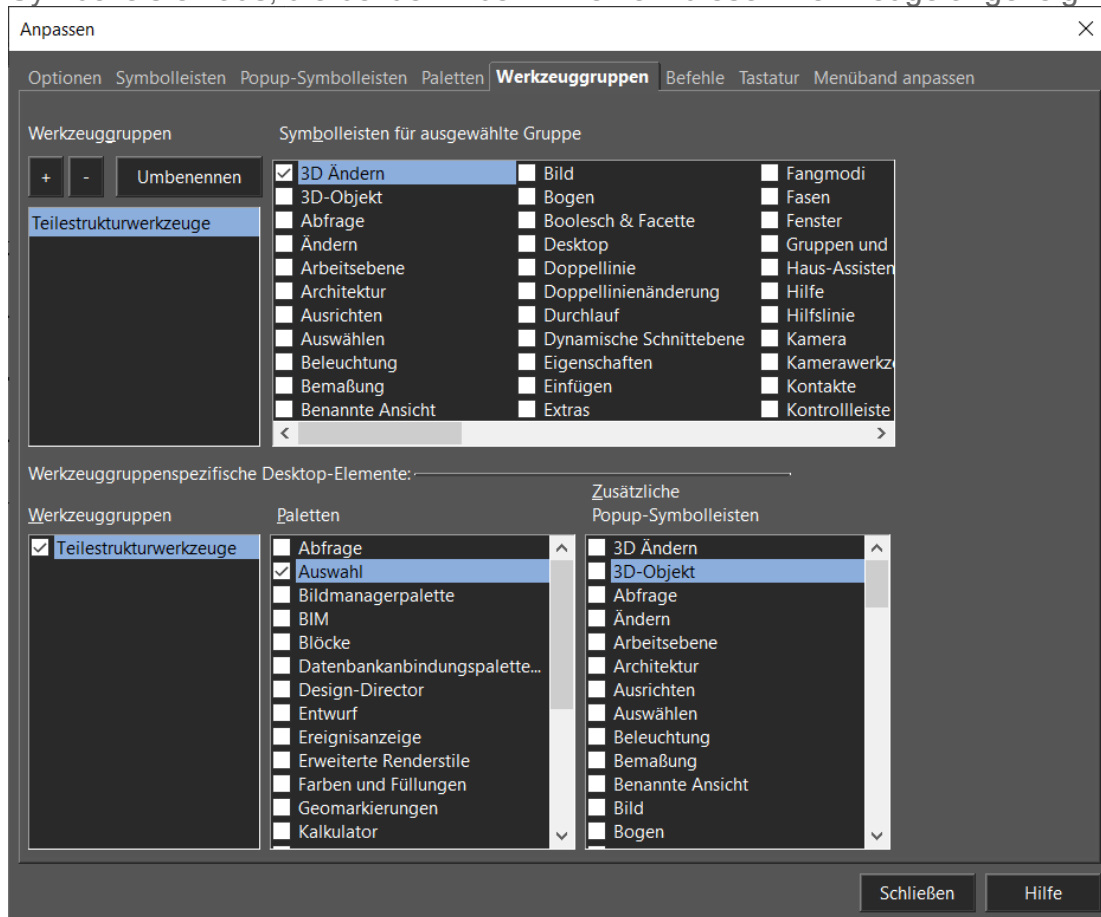 Anpassen
Optionen Symbolleisten Popup-Symbolleisten Paletten Werkzeuggruppen Befehle Tastatur Menüband anpassen
Werkzeuggruppen
Symbolleisten für ausgewählte Gruppe
+ - Umbenennen
Teilestrukturwerkzeuge
3D Ändern
3D-Objekt
Abfrage
Ändern
Arbeitsebene
Architektur
Ausrichten
Auswählen
Beleuchtung
Bemaßung
Benannte Ansicht
Bild
Bogen
Boolesch & Facette
Desktop
Doppellinie
Doppellinienänderung
Durchlauf
Dynamische Schnittebene
Eigenschaften
Einfügen
Extras
Fangmodi
Fasen
Fenster
Gruppen und
Haus-Assisten
Hilfe
Hilfslinie
Kamera
Kamerawerkz
Kontakte
Kontrollleiste
Werkzeuggruppenspezifische Desktop-Elemente:
Werkzeuggruppen
Teilestrukturwerkzeuge
Paletten
Abfrage
Auswahl
Bildmanagerpalette
BIM
Blöcke
Datenbankanbindungspalette...
Design-Director
Entwurf
Ereignisanzeige
Erweiterte Renderstile
Farben und Füllungen
Geomarkierungen
Kalkulator
Zusätzliche
Popup-Symbolleisten
3D Ändern
3D-Objekt
Abfrage
Ändern
Arbeitsebene
Architektur
Ausrichten
Auswählen
Beleuchtung
Bemaßung
Benannte Ansicht
Bild
Bogen
Schließen Hilfe